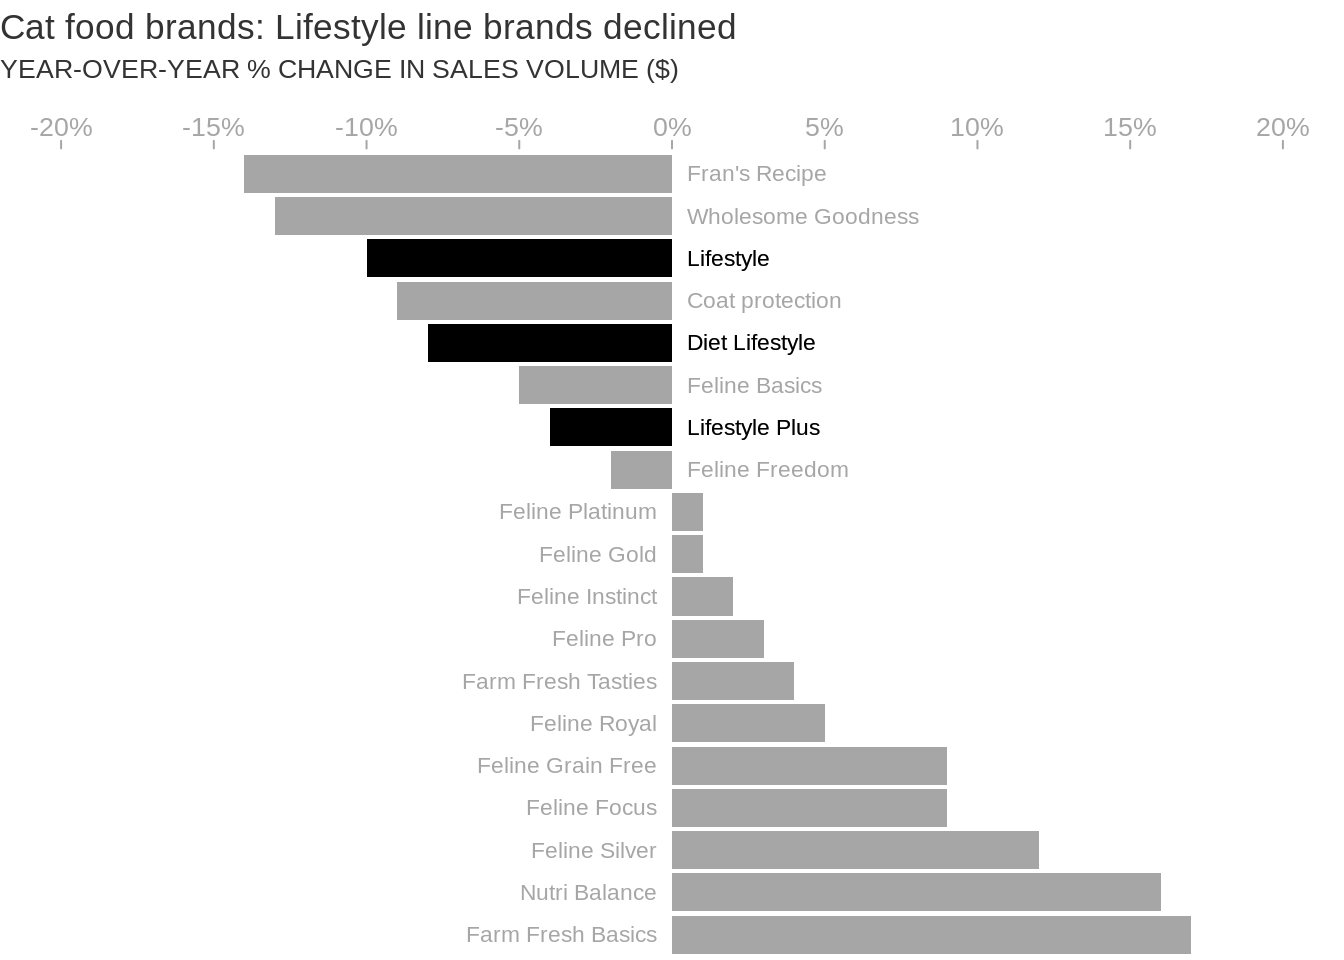 Cat food brands: Lifestyle line brands declined
YEAR-OVER-YEAR % CHANGE IN SALES VOLUME ($)
-20% -15% -10% -5% 0% 5% 10% 15% 20%
Fran's Recipe
Wholesome Goodness
Lifestyle
Coat protection
Diet Lifestyle
Feline Basics
Lifestyle Plus
Feline Freedom
Feline Platinum
Feline Gold
Feline Instinct
Feline Pro
Farm Fresh Tasties
Feline Royal
Feline Grain Free
Feline Focus
Feline Silver
Nutri Balance
Farm Fresh Basics